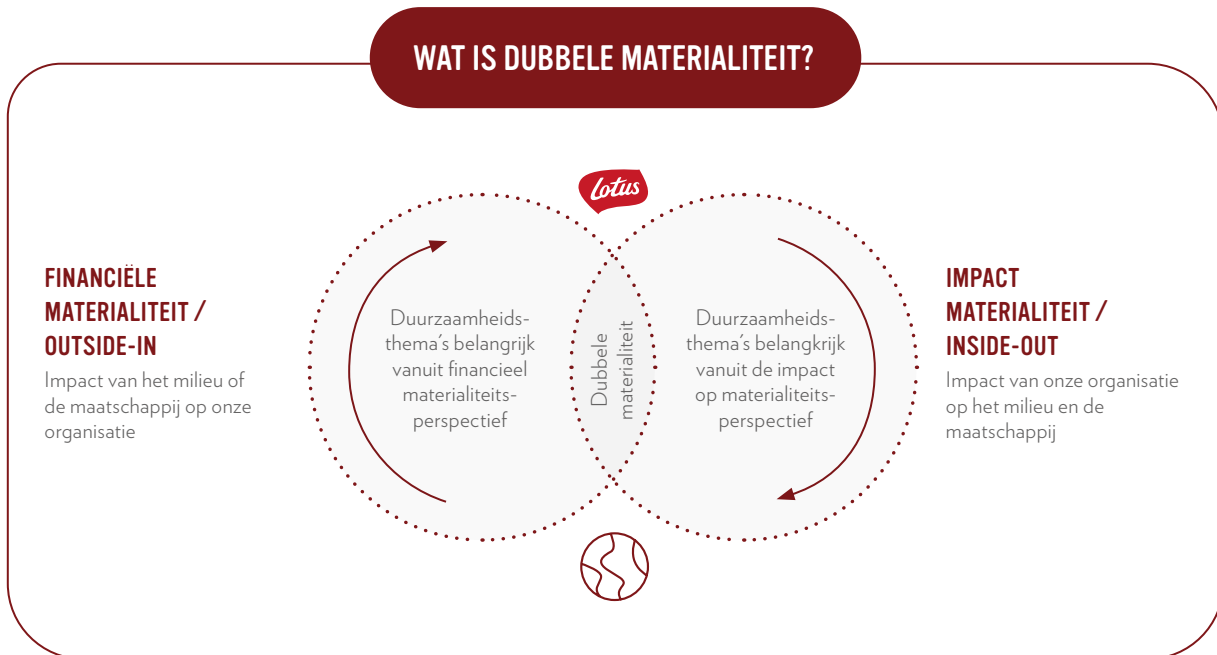 WAT IS DUBBELE MATERIALITEIT?
Lotus
FINANCIËLE
MATERIALITEIT /
OUTSIDE-IN
Impact van het milieu of
de maatschappij op onze
organisatie
Duurzaamheids-
thema's belangrijk
vanuit financieel
materialiteits-
perspectief
Dubbele
materialiteit
Duurzaamheids-
thema's belangkrijk
vanuit de impact
op materialiteits-
perspectief
IMPACT
MATERIALITEIT /
INSIDE-OUT
Impact van onze organisatie
op het milieu en de
maatschappij